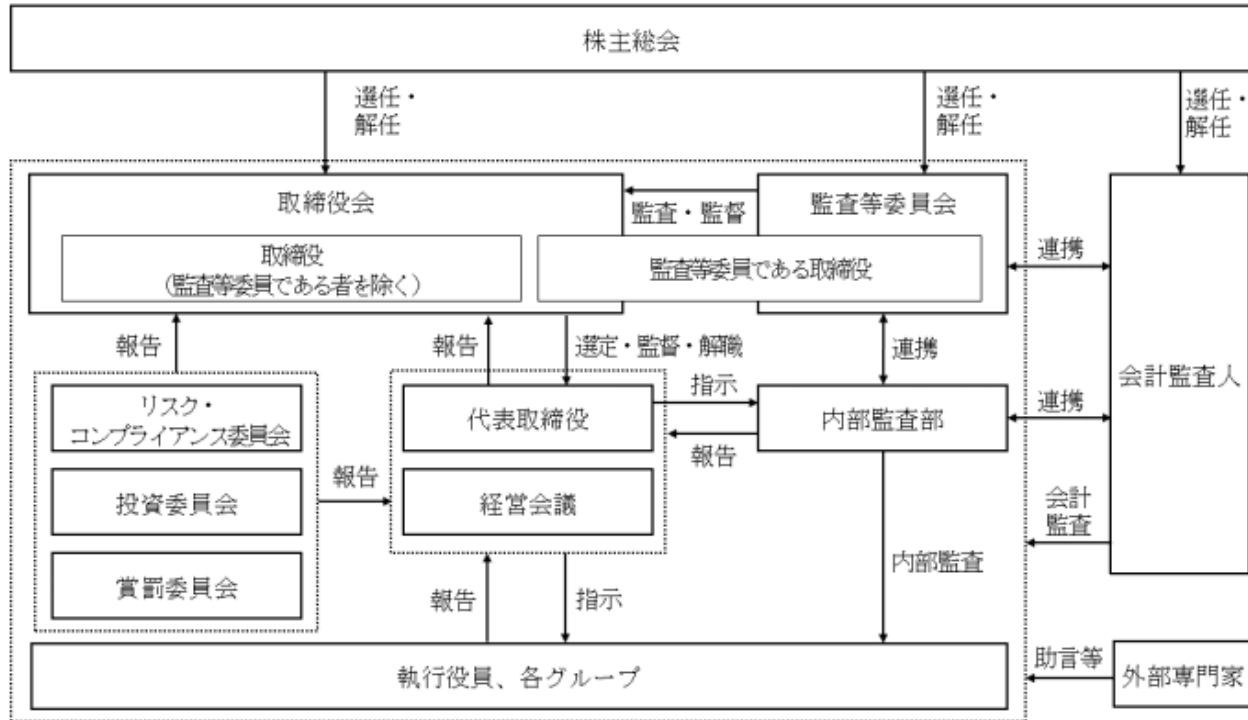 株主総会
選任・
解任
選任・
解任
選任・
解任
取締役会
監査・監督
監査等委員会
取締役
(監査等委員である者を除く)
監査等委員である取締役
連携
報告
報告
選定・監督・解職
連携
会計監査人
リスク・
コンプライアンス委員会
代表取締役
指示
内部監査部
連携
報告
投資委員会
報告
経営会議
会計
監査
賞罰委員会
報告
指示
内部監査
執行役員、各グループ
助言等
外部専門家